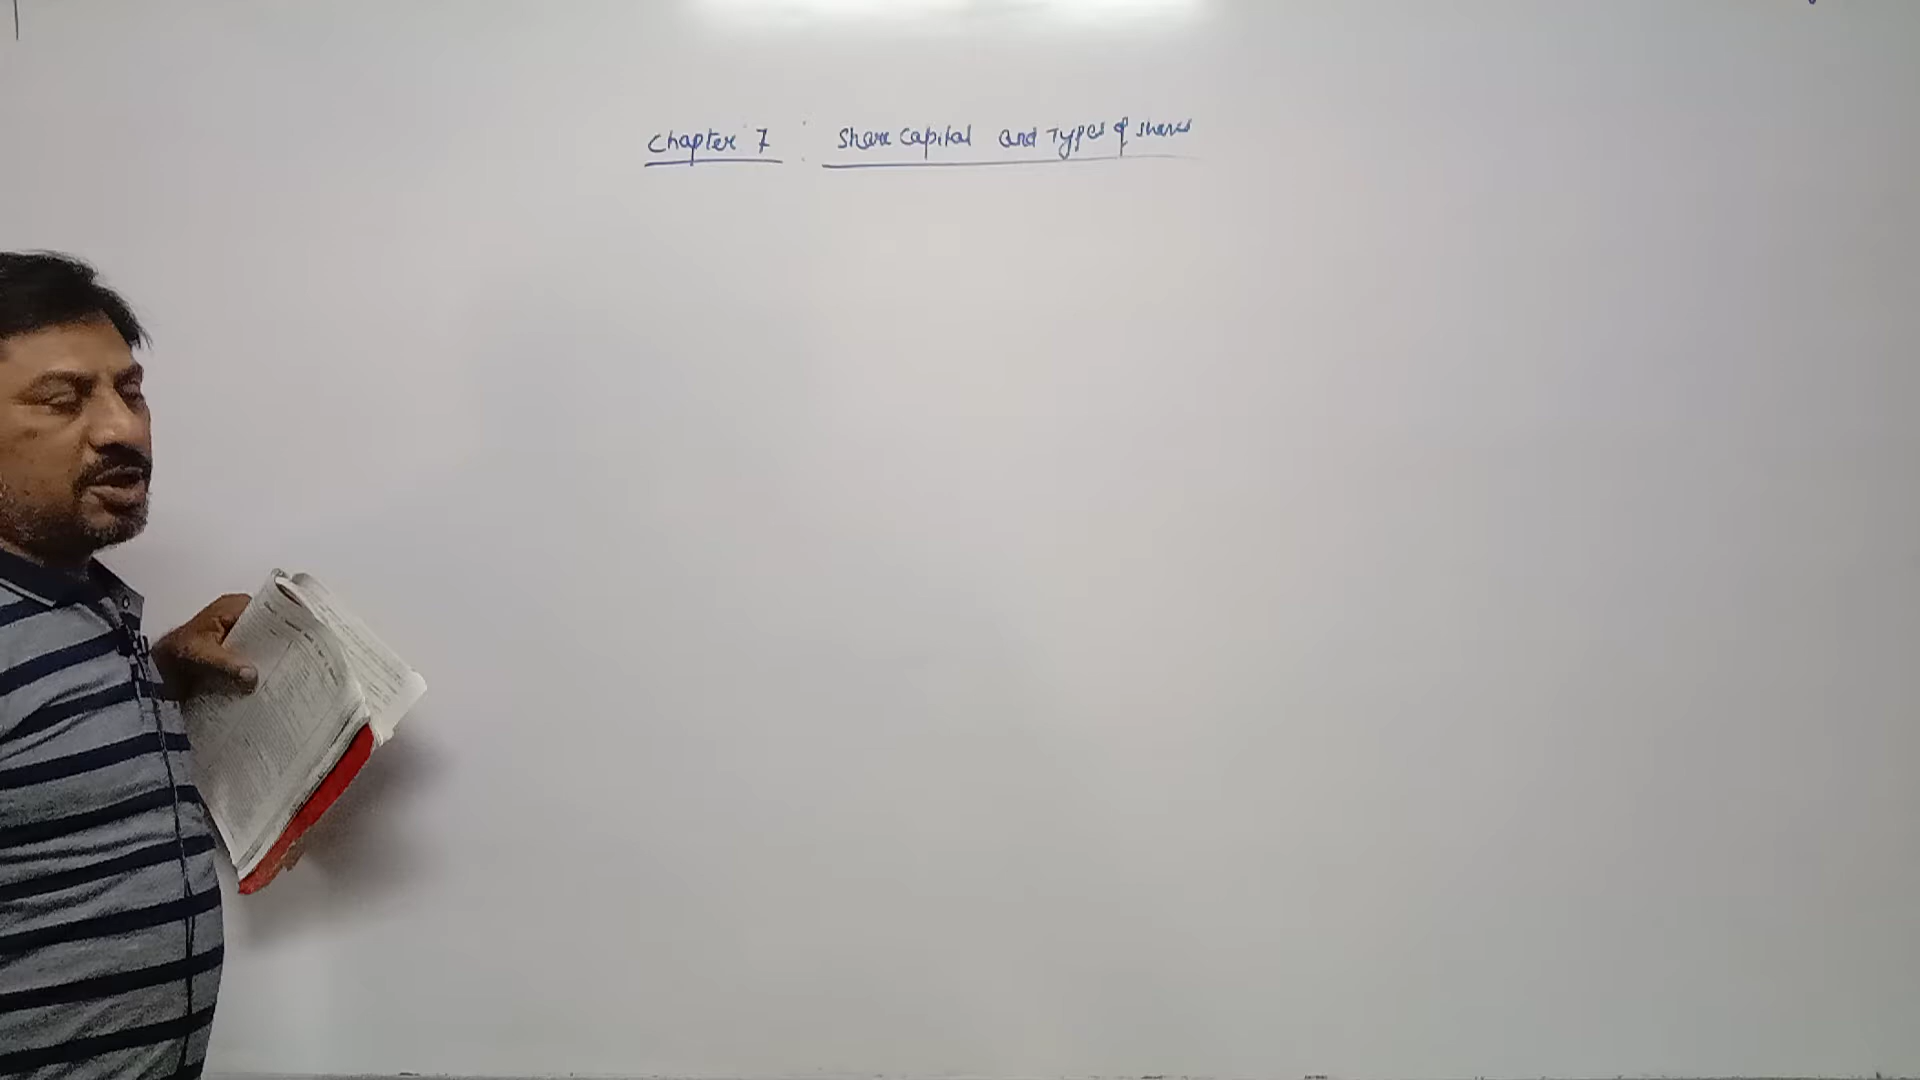 Chapter 7 : Share Capital and Types of shares